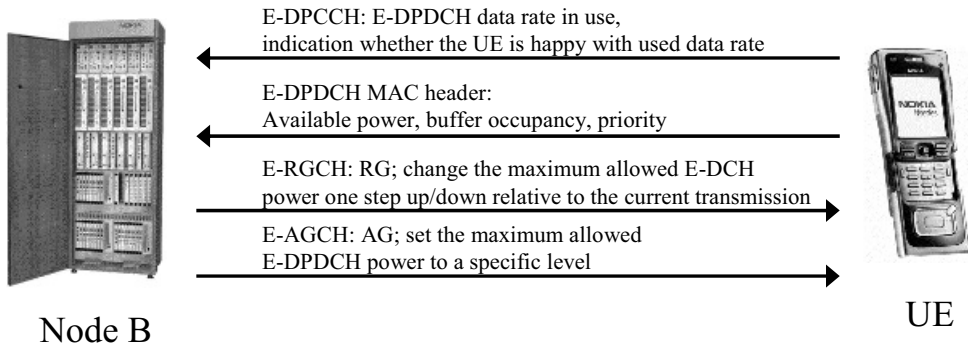 E-DPCCH: E-DPDCH data rate in use,
indication whether the UE is happy with used data rate
E-DPDCH MAC header:
Available power, buffer occupancy, priority
E-RGCH: RG; change the maximum allowed E-DCH
power one step up/down relative to the current transmission
E-AGCH: AG; set the maximum allowed
E-DPDCH power to a specific level
Node B
UE
NOKIA
NOKIA